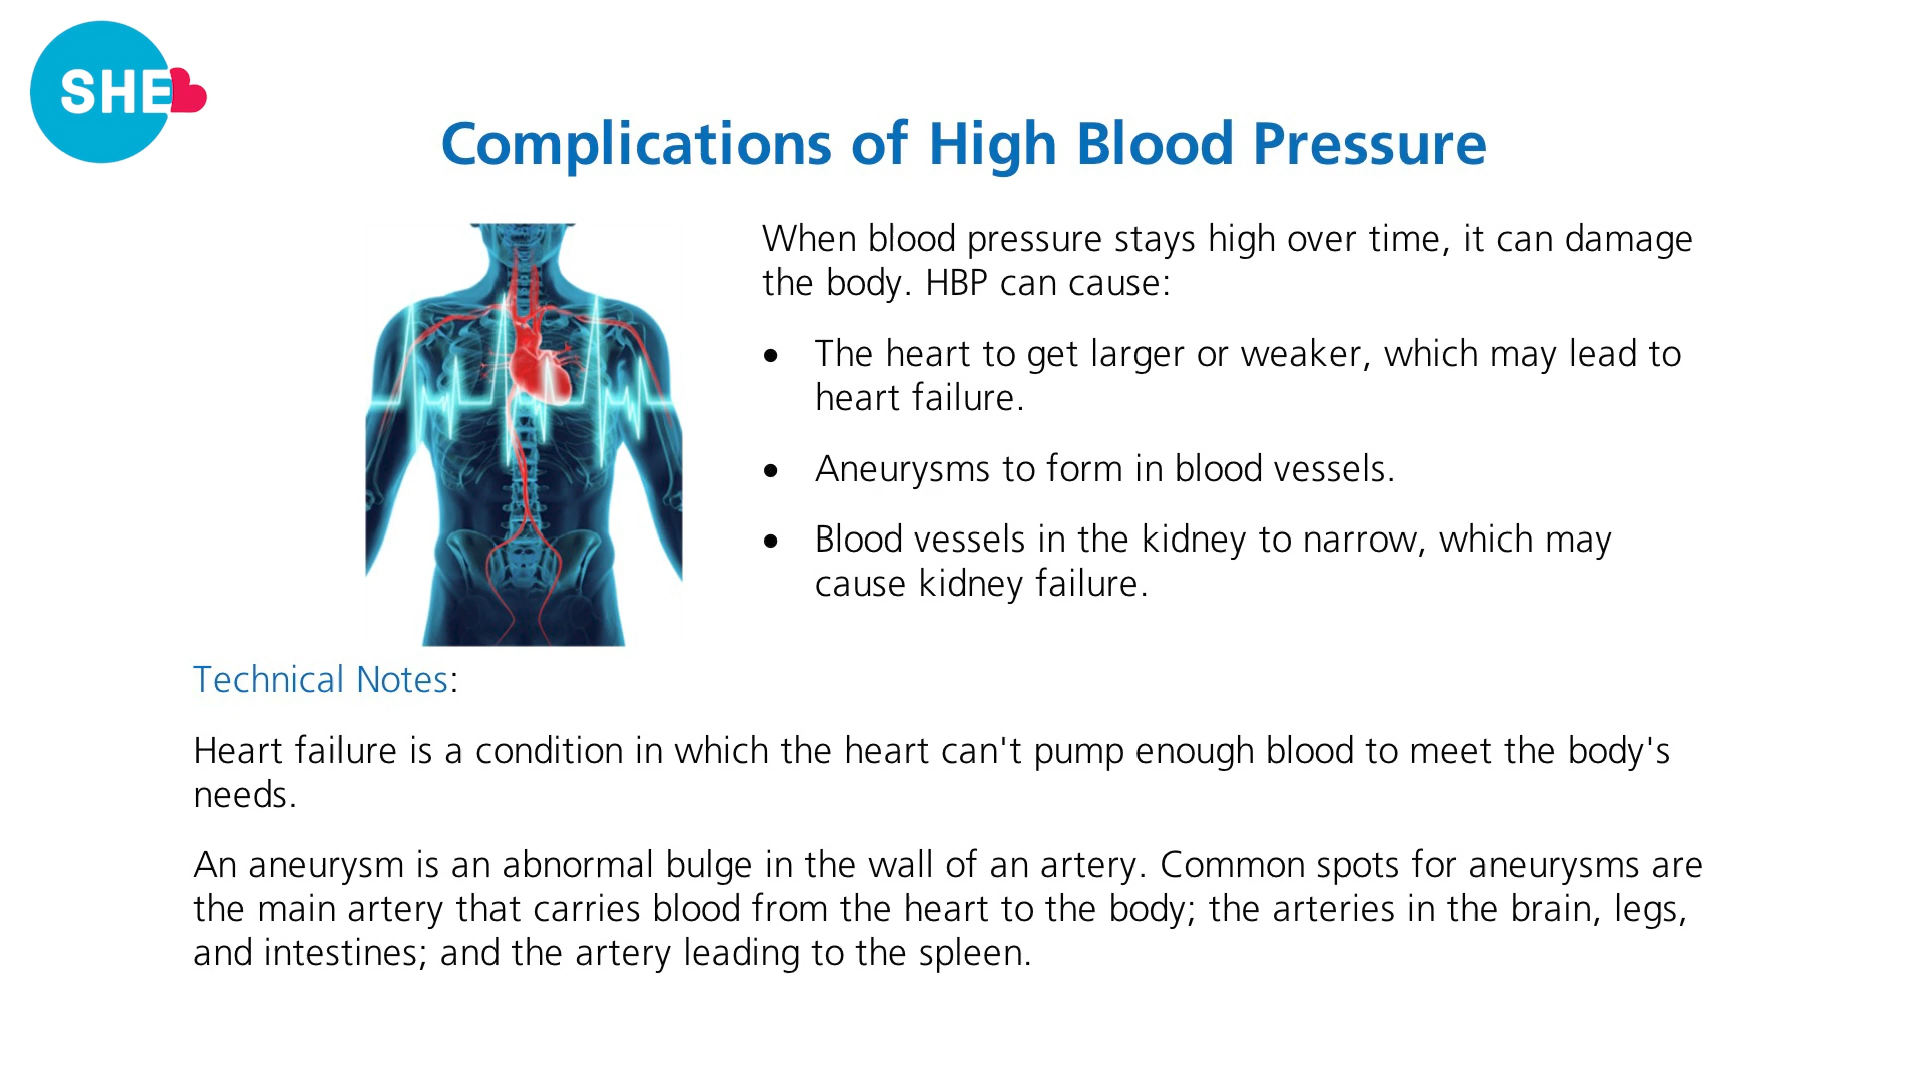 SHE
Complications of High Blood Pressure
When blood pressure stays high over time, it can damage
the body. HBP can cause:
• The heart to get larger or weaker, which may lead to
heart failure.
• Aneurysms to form in blood vessels.
• Blood vessels in the kidney to narrow, which may
cause kidney failure.
Technical Notes:
Heart failure is a condition in which the heart can't pump enough blood to meet the body's
needs.
An aneurysm is an abnormal bulge in the wall of an artery. Common spots for aneurysms are
the main artery that carries blood from the heart to the body; the arteries in the brain, legs,
and intestines; and the artery leading to the spleen.